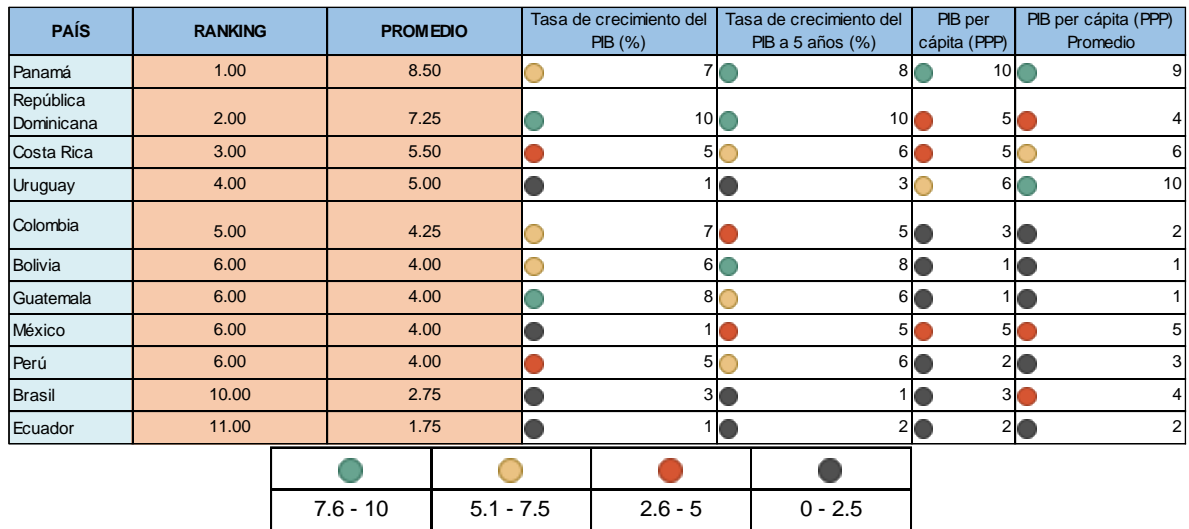 PAÍS RANKING PROMEDIO Tasa de crecimiento del PIB (%) Tasa de crecimiento del PIB a 5 años (%) PIB per cápita (PPP) PIB per cápita (PPP) Promedio
Panamá 1.00 8.50 7 8 10 9
República Dominicana 2.00 7.25 10 10 5 4
Costa Rica 3.00 5.50 5 6 5 6
Uruguay 4.00 5.00 1 3 6 10
Colombia 5.00 4.25 7 5 3 2
Bolivia 6.00 4.00 6 8 1 1
Guatemala 6.00 4.00 8 6 1 1
México 6.00 4.00 1 5 5 5
Perú 6.00 4.00 5 6 2 3
Brasil 10.00 2.75 3 1 3 4
Ecuador 11.00 1.75 1 2 2 2
7.6 - 10 5.1 - 7.5 2.6 - 5 0 - 2.5